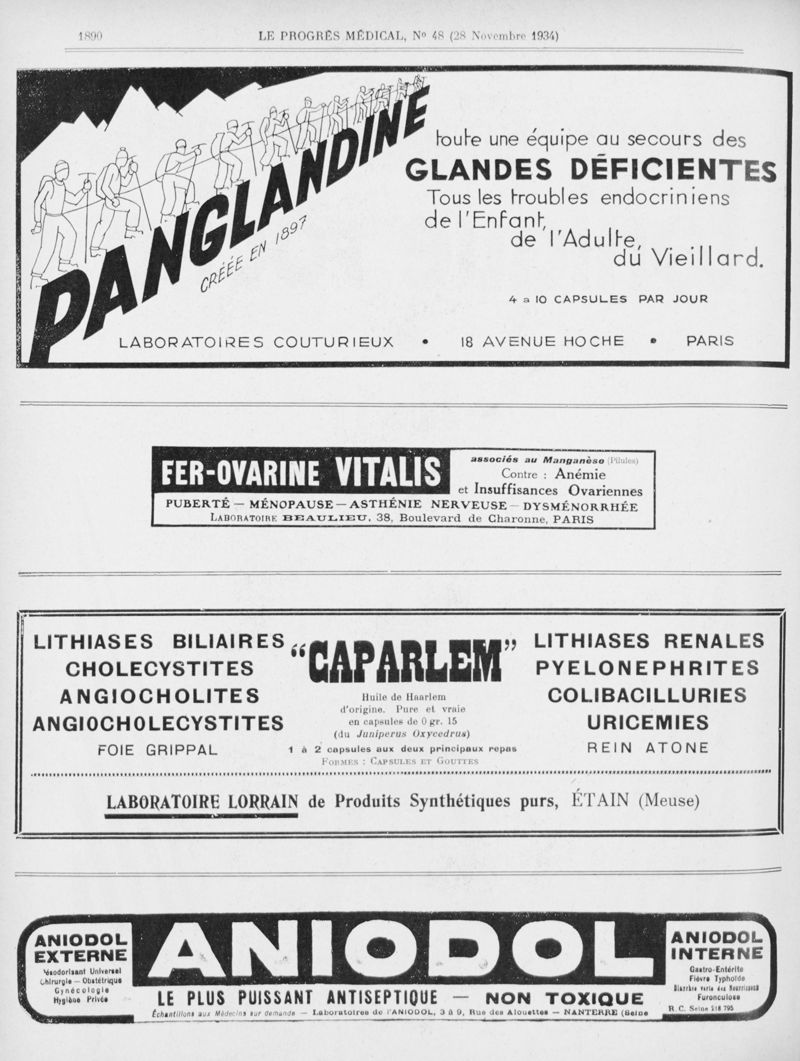 1890
LE PROGRÈS MÉDICAL, No 48 (28 Novembre 1934)
PANGLANDINE
CRÉÉE EN 1897
toute une équipe au secours des
GLANDES DÉFICIENTES
Tous les troubles endocriniens
de l'Enfant,
de l'Adulte,
du Vieillard.
4 a 10 CAPSULES PAR JOUR
LABORATOIRES COUTURIEUX • 18 AVENUE HOCHE • PARIS
FER-OVARINE VITALIS
associés au Manganèse (Pilules)
Contre : Anémie
et Insuffisances Ovariennes
PUBERTÉ — MÉNOPAUSE — ASTHÉNIE NERVEUSE — DYSMÉNORRHÉE
LABORATOIRE BEAULIEU, 38, Boulevard de Charonne, PARIS
LITHIASES BILIAIRES
CHOLECYSTITES
ANGIOCHOLITES
ANGIOCHOLECYSTITES
FOIE GRIPPAL
"CAPARLEM"
Huile de Haarlem
d'origine. Pure et vraie
en capsules de 0 gr. 15
(du Juniperus Oxycedrus)
1 à 2 capsules aux deux principaux repas
FORMES : CAPSULES ET GOUTTES
LITHIASES RENALES
PYELONEPHRITES
COLIBACILLURIES
URICEMIES
REIN ATONE
LABORATOIRE LORRAIN de Produits Synthétiques purs, ÉTAIN (Meuse)
ANIODOL
EXTERNE
Désodorisant Universel
Chirurgie — Obstétrique
Gynécologie
Hygiène Privée
ANIODOL
LE PLUS PUISSANT ANTISEPTIQUE — NON TOXIQUE
Échantillons aux Médecins sur demande — Laboratoires de l'ANIODOL, 3 à 9, Rue des Alouettes — NANTERRE (Seine
ANIODOL
INTERNE
Gastro-Entérite
Fièvre Typhoïde
Diarrhée verte des Nourrissons
Furonculose
R. C. Seine 218 795